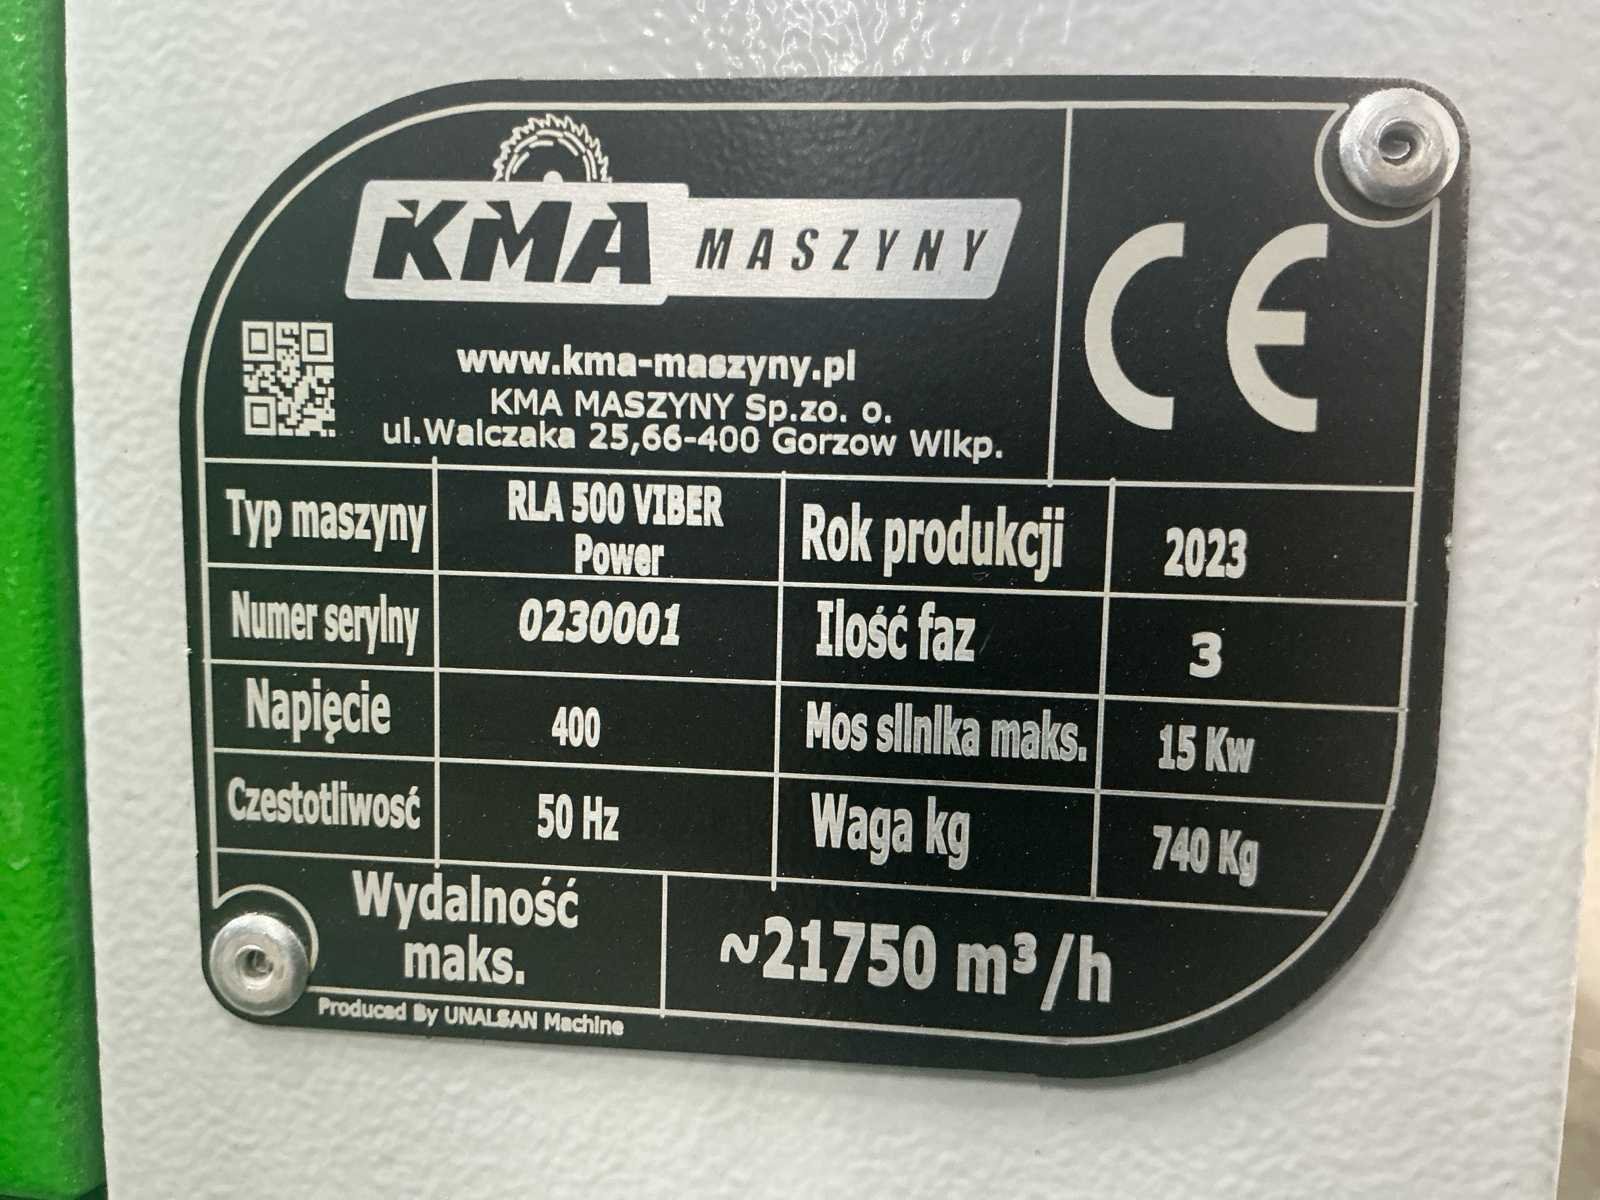 KMA MASZYNY
CE
www.kma-maszyny.pl
KMA MASZYNY Sp.zo. o.
ul.Walczaka 25,66-400 Gorzow Wlkp.
Typ maszyny RLA 500 VIBER Power Rok produkcji 2023
Numer serylny 0230001 Ilość faz 3
Napięcie 400 Mos sllnlka maks. 15 Kw
Czestotliwosć 50 Hz Waga kg 740 Kg
Wydalność maks. ~21750 m³/h
Produced By UNALSAN Machine